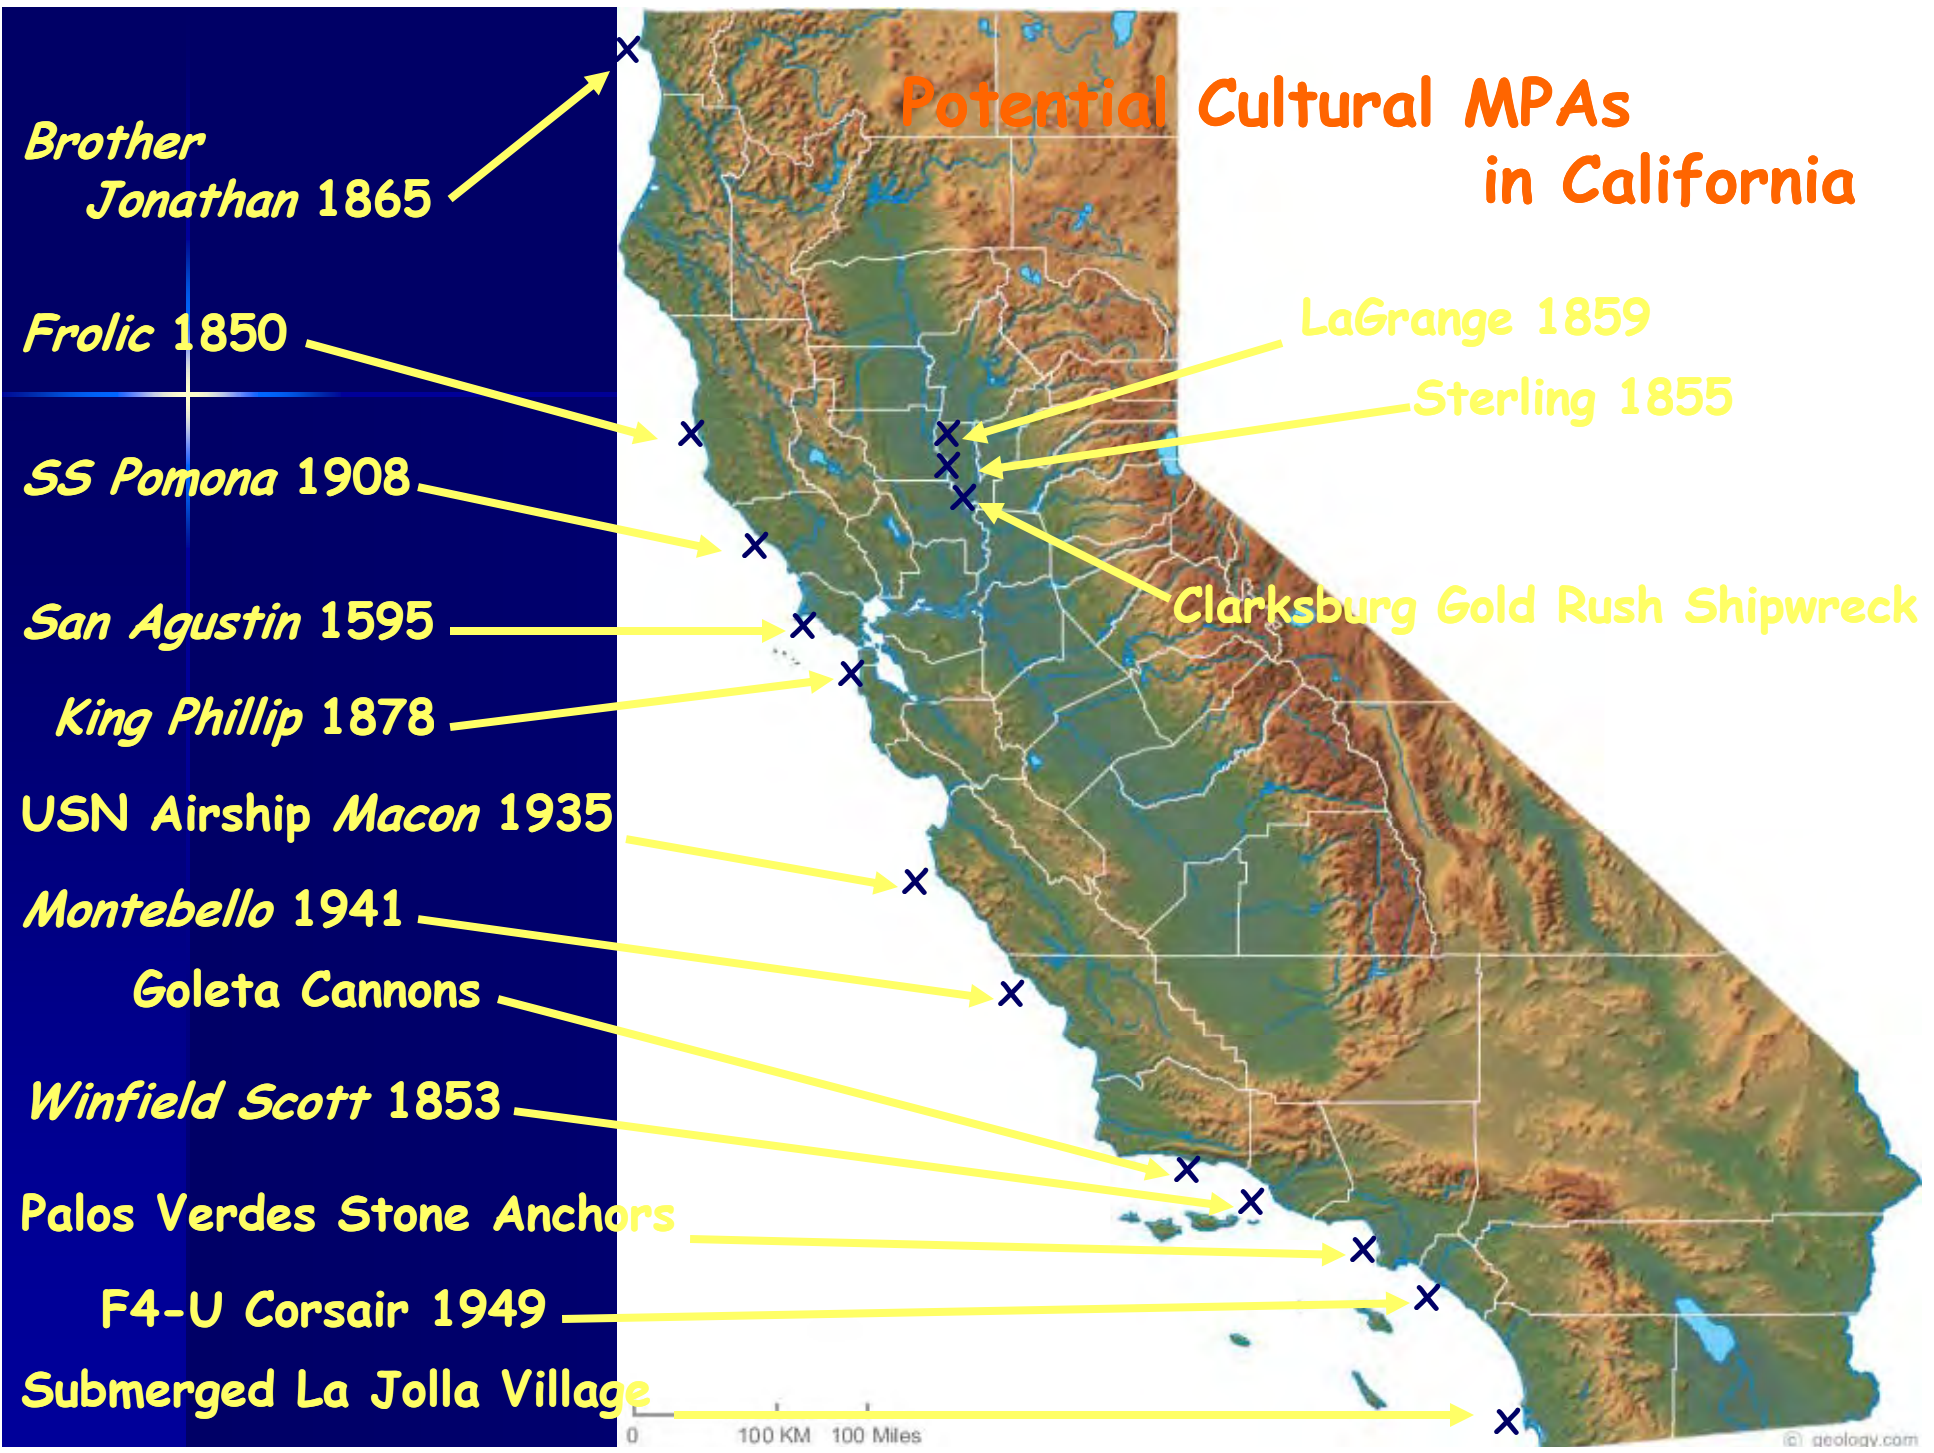 Potential Cultural MPAs
in California
Brother
Jonathan 1865
Frolic 1850
SS Pomona 1908
San Agustin 1595
King Phillip 1878
USN Airship Macon 1935
Montebello 1941
Goleta Cannons
Winfield Scott 1853
Palos Verdes Stone Anchors
F4-U Corsair 1949
Submerged La Jolla Village
LaGrange 1859
Sterling 1855
Clarksburg Gold Rush Shipwreck
0 100 KM 100 Miles
© geology.com